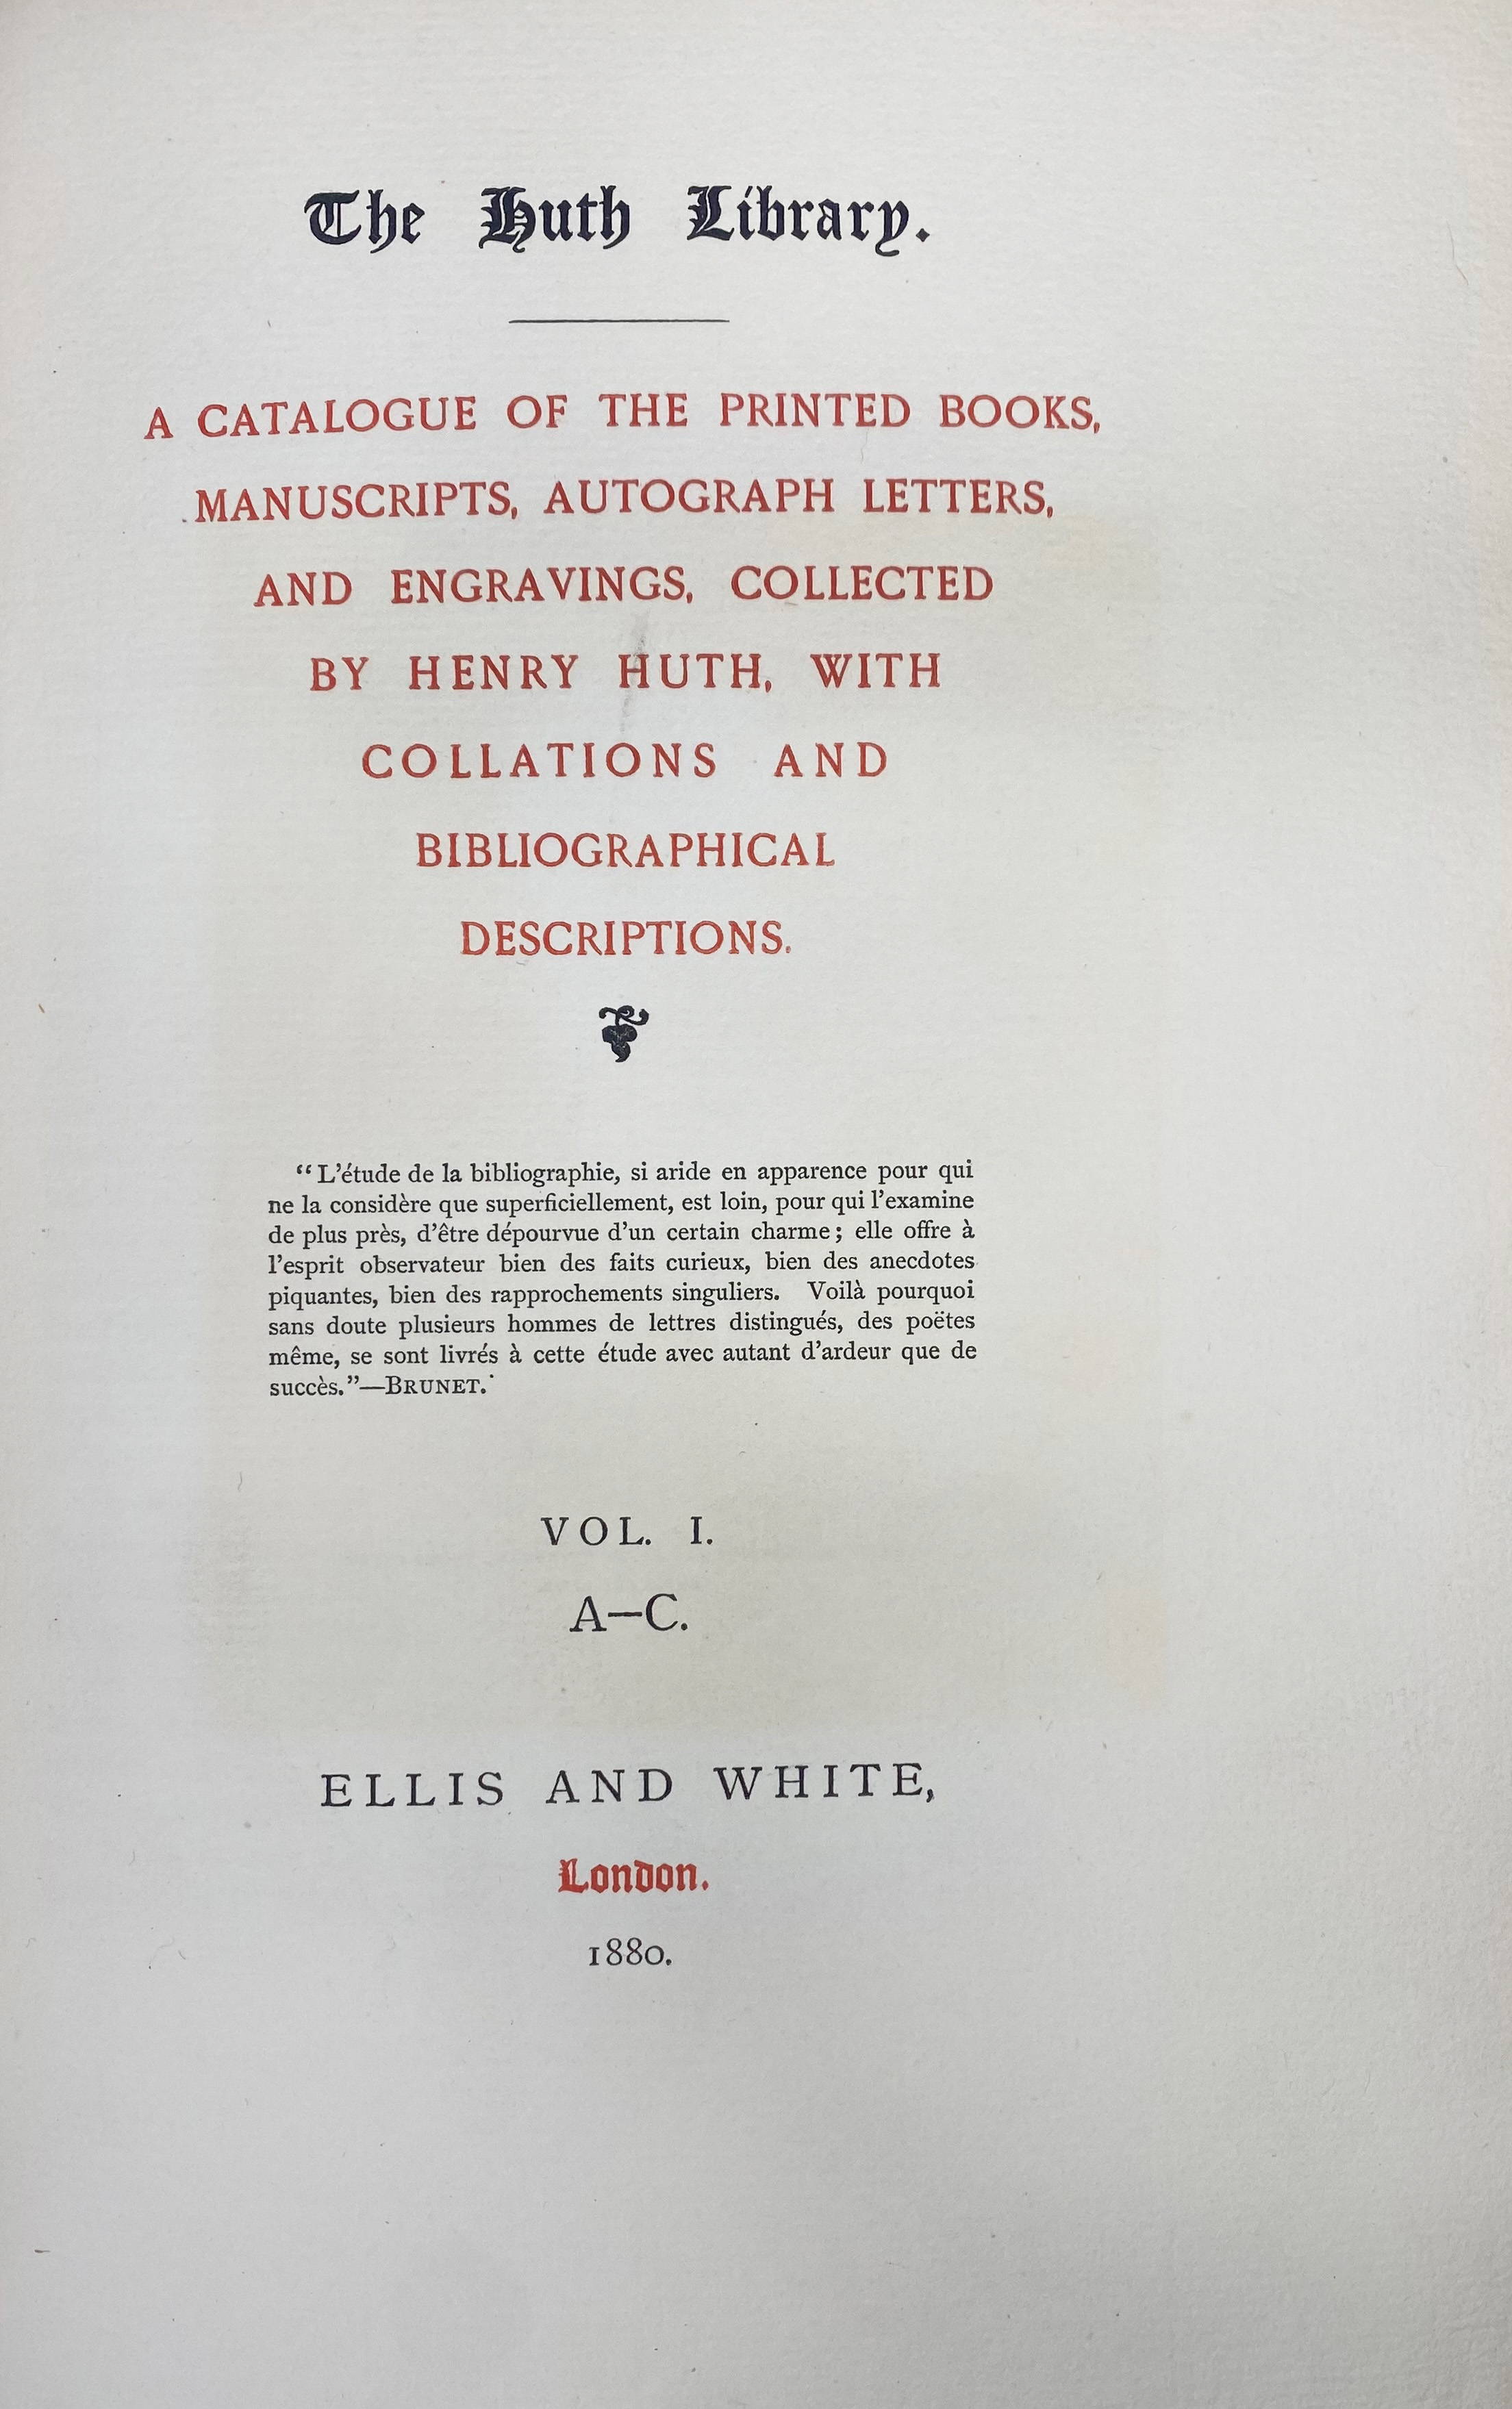 The Huth Library.
A CATALOGUE OF THE PRINTED BOOKS,
MANUSCRIPTS, AUTOGRAPH LETTERS,
AND ENGRAVINGS, COLLECTED
BY HENRY HUTH, WITH
COLLATIONS AND
BIBLIOGRAPHICAL
DESCRIPTIONS.
“L’étude de la bibliographie, si aride en apparence pour qui
ne la considère que superficiellement, est loin, pour qui l’examine
de plus près, d’être dépourvue d’un certain charme; elle offre à
l’esprit observateur bien des faits curieux, bien des anecdotes
piquantes, bien des rapprochements singuliers. Voilà pourquoi
sans doute plusieurs hommes de lettres distingués, des poëtes
même, se sont livrés à cette étude avec autant d’ardeur que de
succès.”—BRUNET.
VOL. I.
A—C.
ELLIS AND WHITE,
London.
1880.